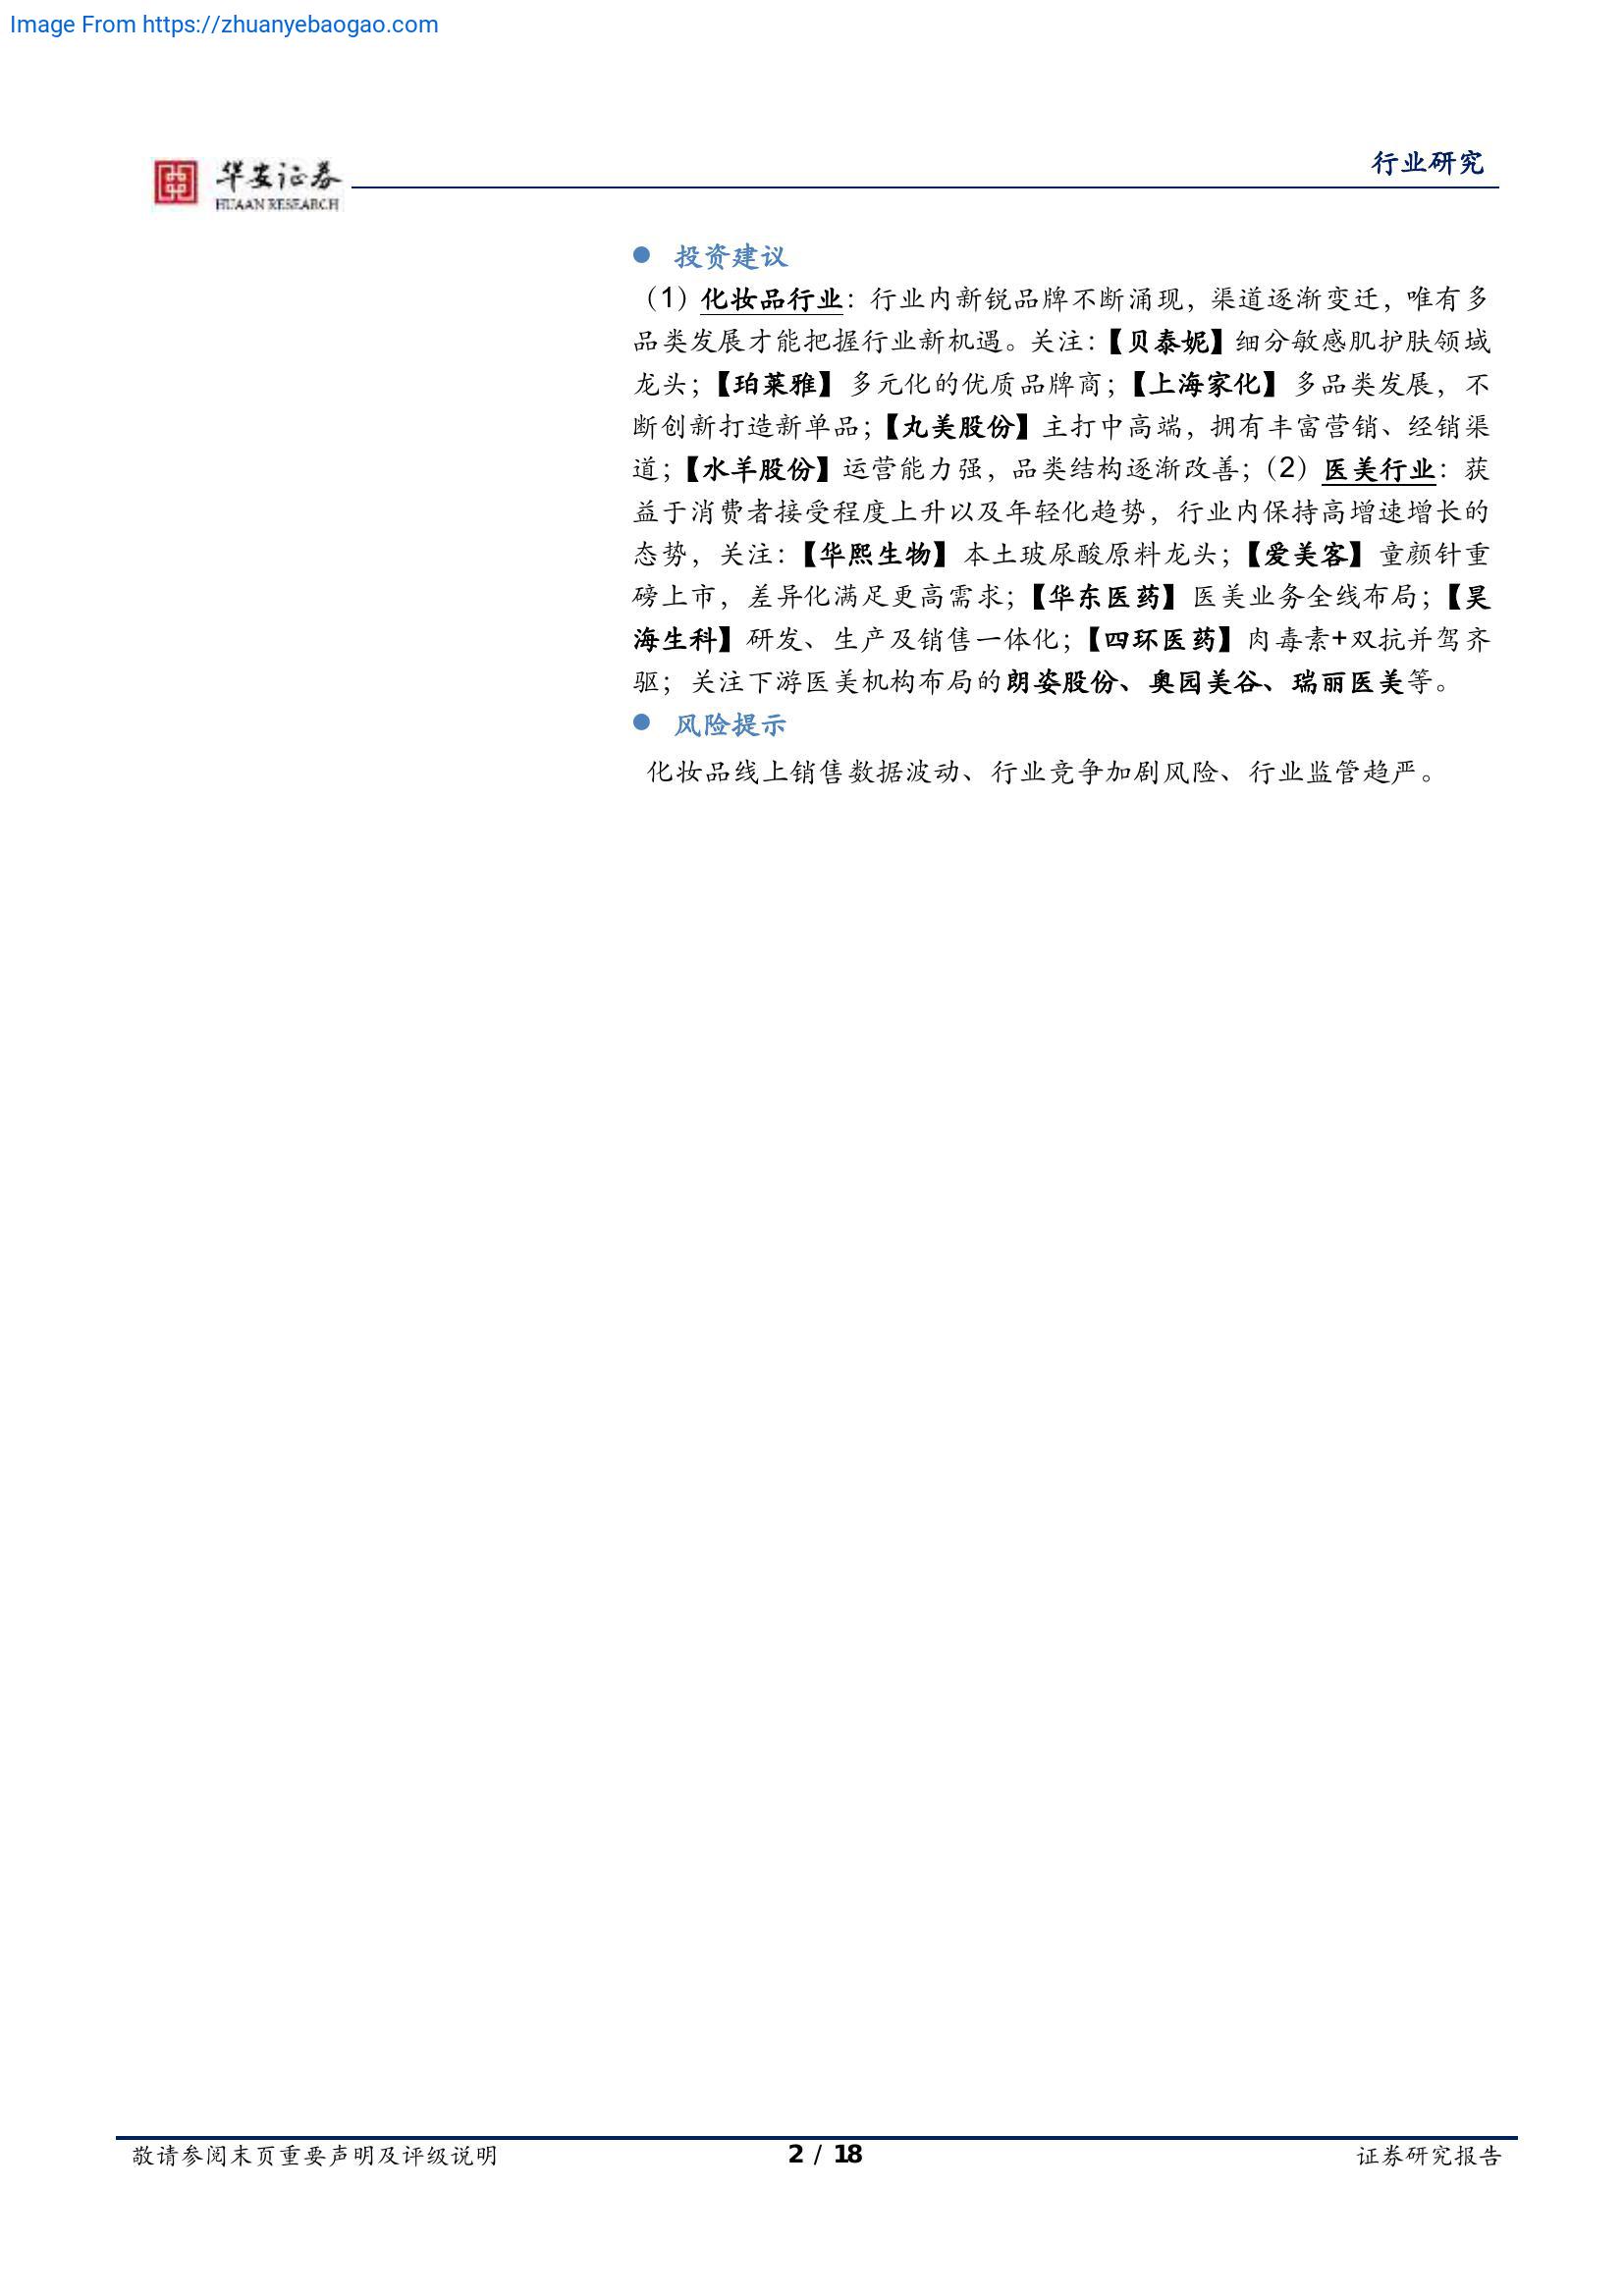 Image From https://zhuanyebaogao.com
华安证券
HUAAN RESEARCH
行业研究
● 投资建议
（1）化妆品行业：行业内新锐品牌不断涌现，渠道逐渐变迁，唯有多
品类发展才能把握行业新机遇。关注：【贝泰妮】细分敏感肌护肤领域
龙头；【珀莱雅】多元化的优质品牌商；【上海家化】多品类发展，不
断创新打造新单品；【丸美股份】主打中高端，拥有丰富营销、经销渠
道；【水羊股份】运营能力强，品类结构逐渐改善；（2）医美行业：获
益于消费者接受程度上升以及年轻化趋势，行业内保持高增速增长的
态势，关注：【华熙生物】本土玻尿酸原料龙头；【爱美客】童颜针重
磅上市，差异化满足更高需求；【华东医药】医美业务全线布局；【昊
海生科】研发、生产及销售一体化；【四环医药】肉毒素+双抗并驾齐
驱；关注下游医美机构布局的朗姿股份、奥园美谷、瑞丽医美等。
● 风险提示
化妆品线上销售数据波动、行业竞争加剧风险、行业监管趋严。
敬请参阅末页重要声明及评级说明
2 / 18
证券研究报告